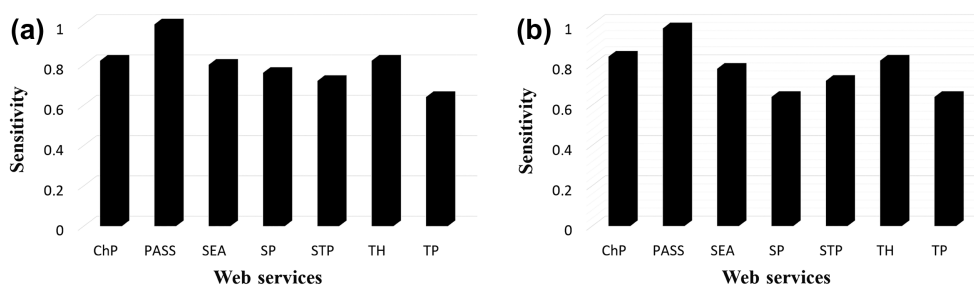 (a)
Sensitivity
1
0.8
0.6
0.4
0.2
0
ChP PASS SEA SP STP TH TP
Web services
(b)
Sensitivity
1
0.8
0.6
0.4
0.2
0
ChP PASS SEA SP STP TH TP
Web services